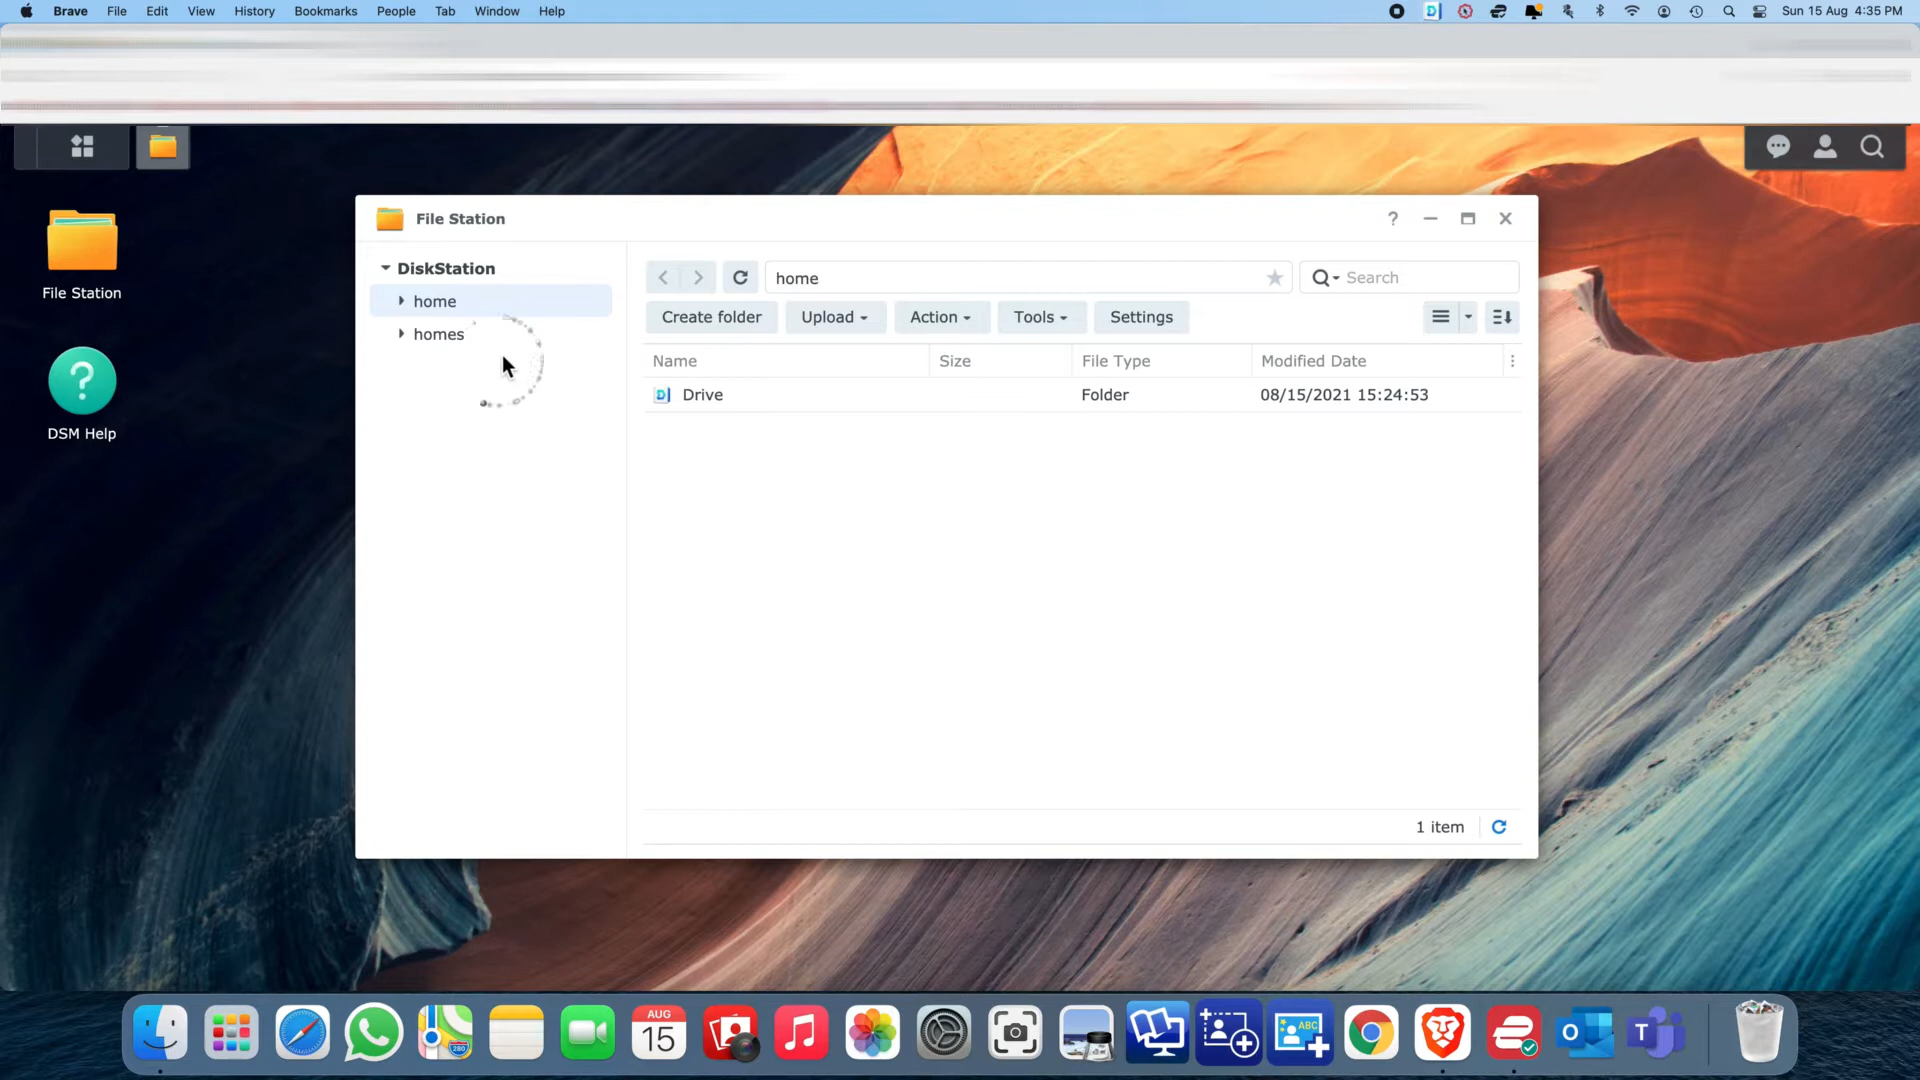 Brave File Edit View History Bookmarks People Tab Window Help
Sun 15 Aug 4:35 PM
File Station
DiskStation
home
Search
home
Create folder Upload Action Tools Settings
homes
Name Size File Type Modified Date
Drive Folder 08/15/2021 15:24:53
File Station
DSM Help
1 item
AUG
15
280
ABC